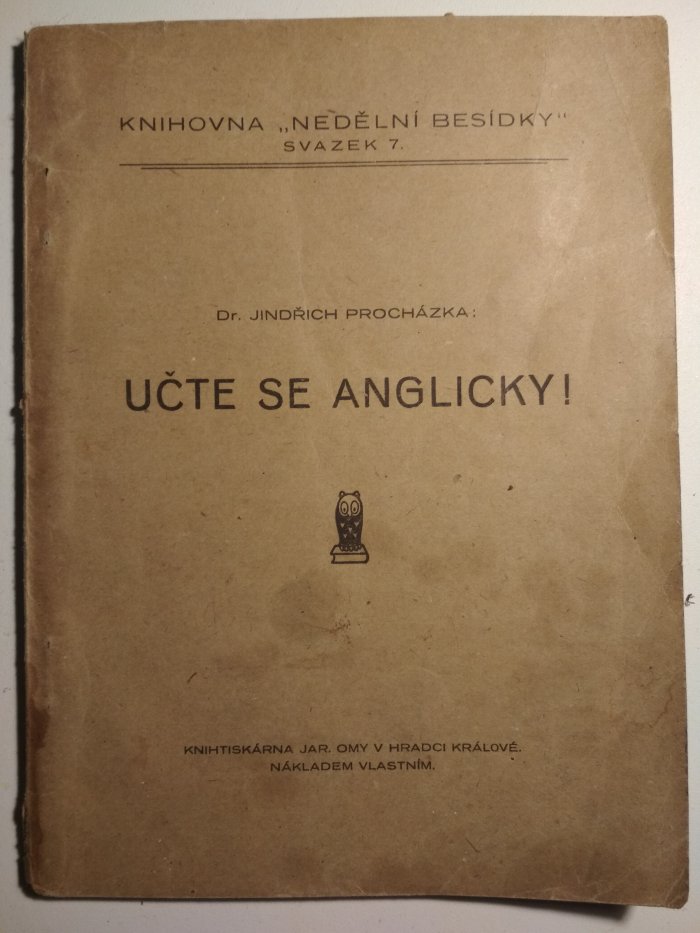 KNIHOVNA „NEDĚLNÍ BESÍDKY“
SVAZEK 7.
Dr. JINDŘICH PROCHÁZKA:
UČTE SE ANGLICKY!
KNIHTISKÁRNA JAR. OMY V HRADCI KRÁLOVÉ.
NÁKLADEM VLASTNÍM.